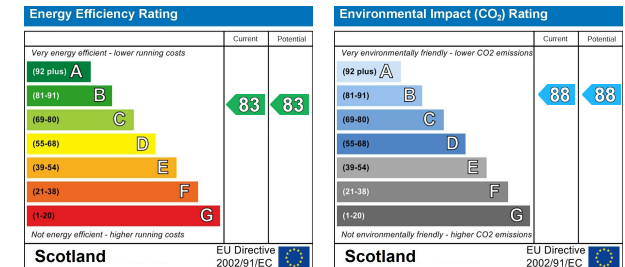 Energy Efficiency Rating
Current Potential
Very energy efficient - lower running costs
(92 plus) A
(81-91) B
83 83
(69-80) C
(55-68) D
(39-54) E
(21-38) F
(1-20) G
Not energy efficient - higher running costs
Scotland
EU Directive
2002/91/EC
Environmental Impact (CO₂) Rating
Current Potential
Very environmentally friendly - lower CO2 emissions
(92 plus) A
(81-91) B
88 88
(69-80) C
(55-68) D
(39-54) E
(21-38) F
(1-20) G
Not environmentally friendly - higher CO2 emissions
Scotland
EU Directive
2002/91/EC